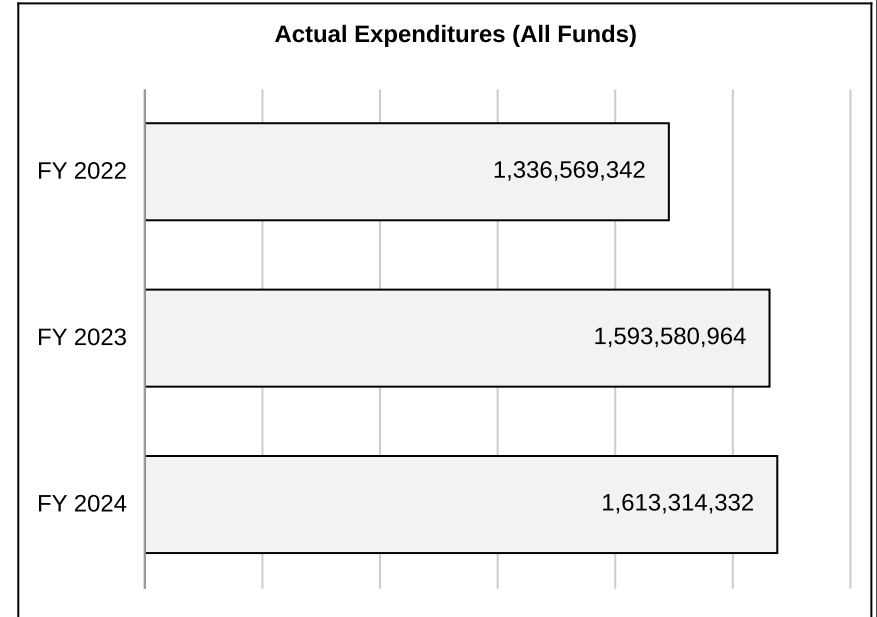 Actual Expenditures (All Funds)
FY 2022 1,336,569,342
FY 2023 1,593,580,964
FY 2024 1,613,314,332